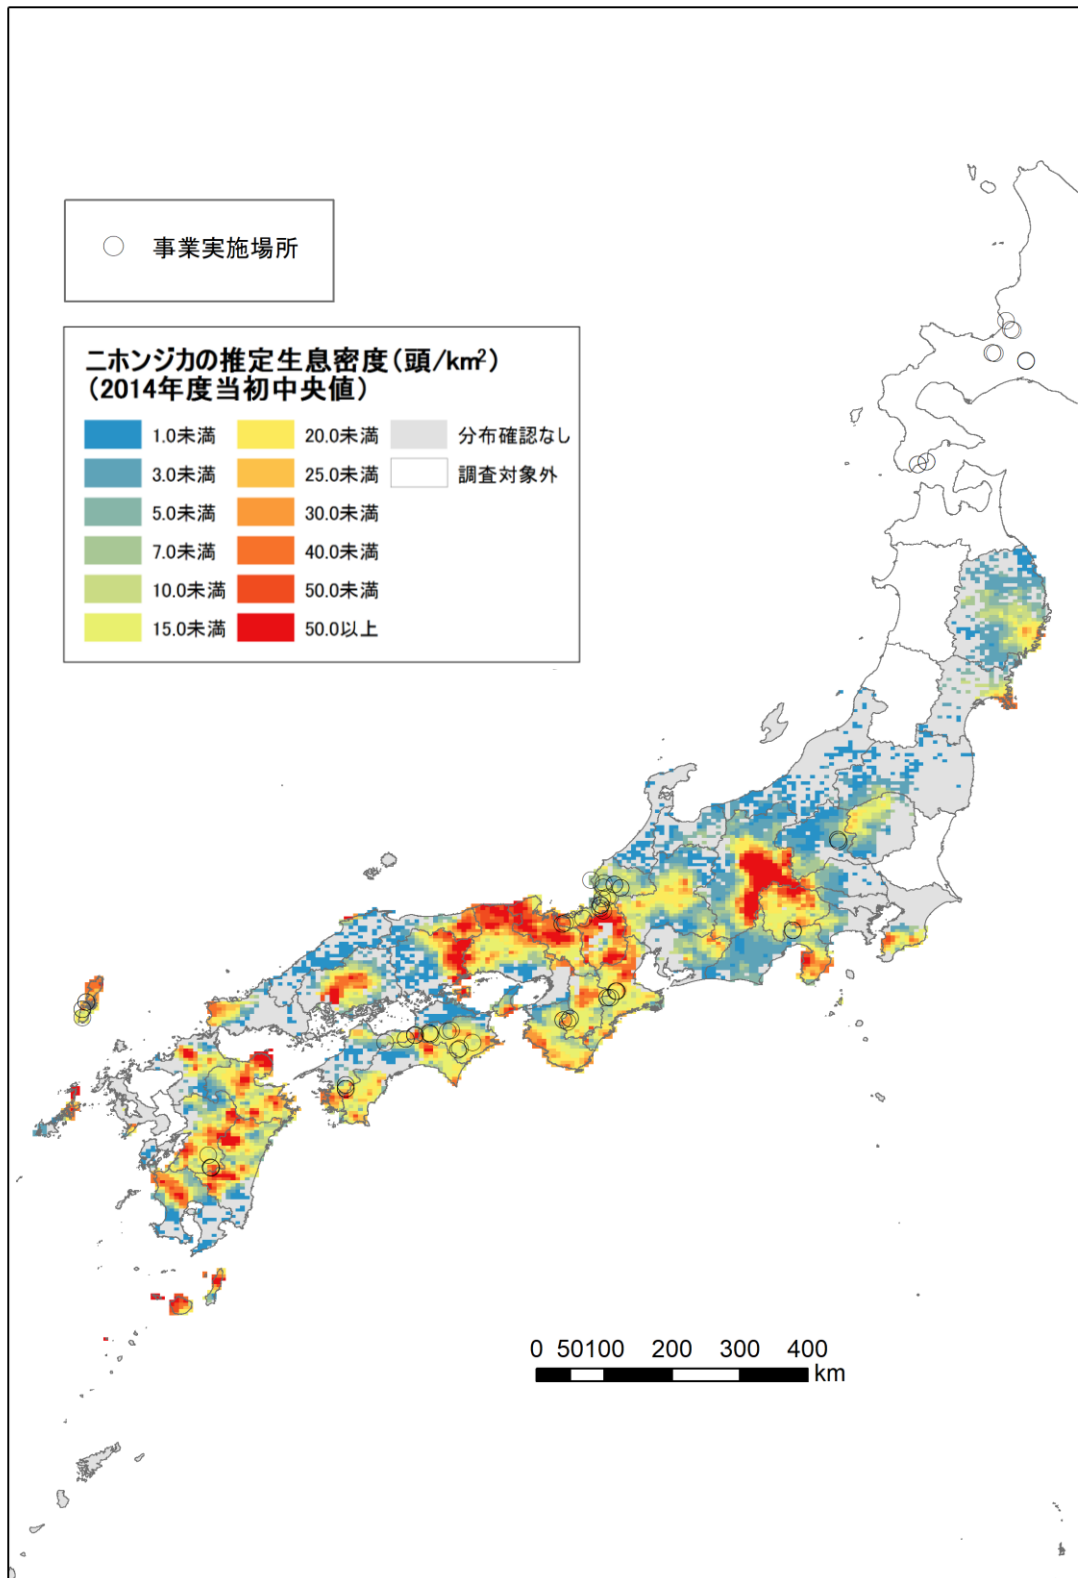 事業実施場所
ニホンジカの推定生息密度(頭/km²)
(2014年度当初中央値)
1.0未満 20.0未満 分布確認なし
3.0未満 25.0未満 調査対象外
5.0未満 30.0未満
7.0未満 40.0未満
10.0未満 50.0未満
15.0未満 50.0以上
0 50100 200 300 400
km